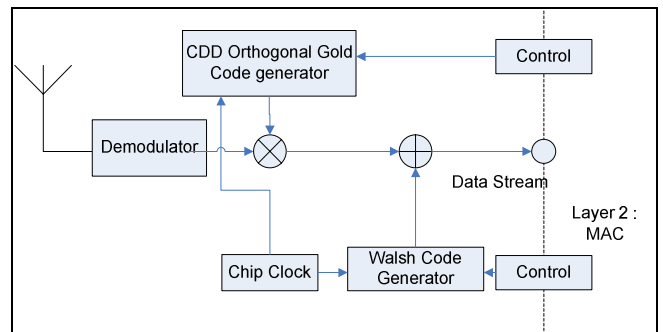 CDD Orthogonal Gold
Code generator
Control
Demodulator
Data Stream
Layer 2 :
MAC
Chip Clock
Walsh Code
Generator
Control